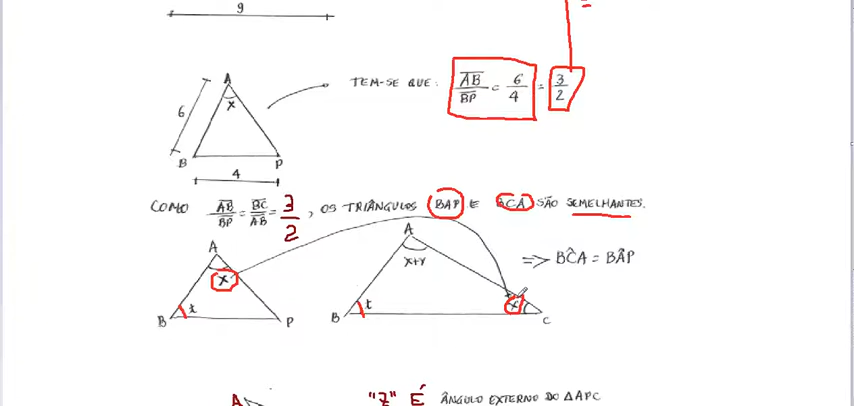 9
A
x
6
B
P
4
TEM-SE QUE: AB/BP = 6/4 = 3/2
COMO AB/BP = BC/AB = 3/2, OS TRIÂNGULOS BAP E BCA SÃO SEMELHANTES.
A
x
t
B
P
A
x+y
t
x
B
C
=> BĈA = BÂP
A
"Z" É ÂNGULO EXTERNO DO ΔAPC